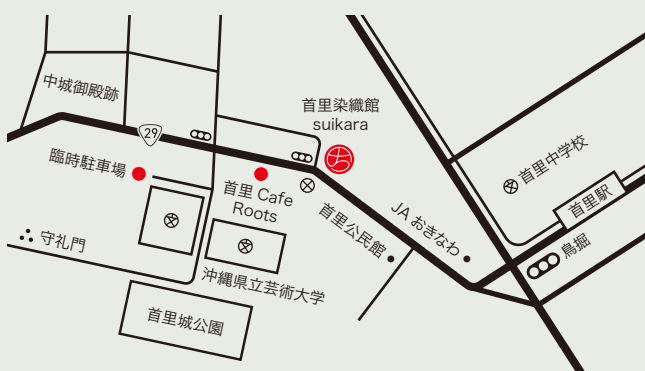 中城御殿跡
29
首里染織館
suikara
臨時駐車場
首里 Cafe
Roots
首里中学校
首里駅
鳥堀
JA おきなわ
首里公民館
守礼門
沖縄県立芸術大学
首里城公園